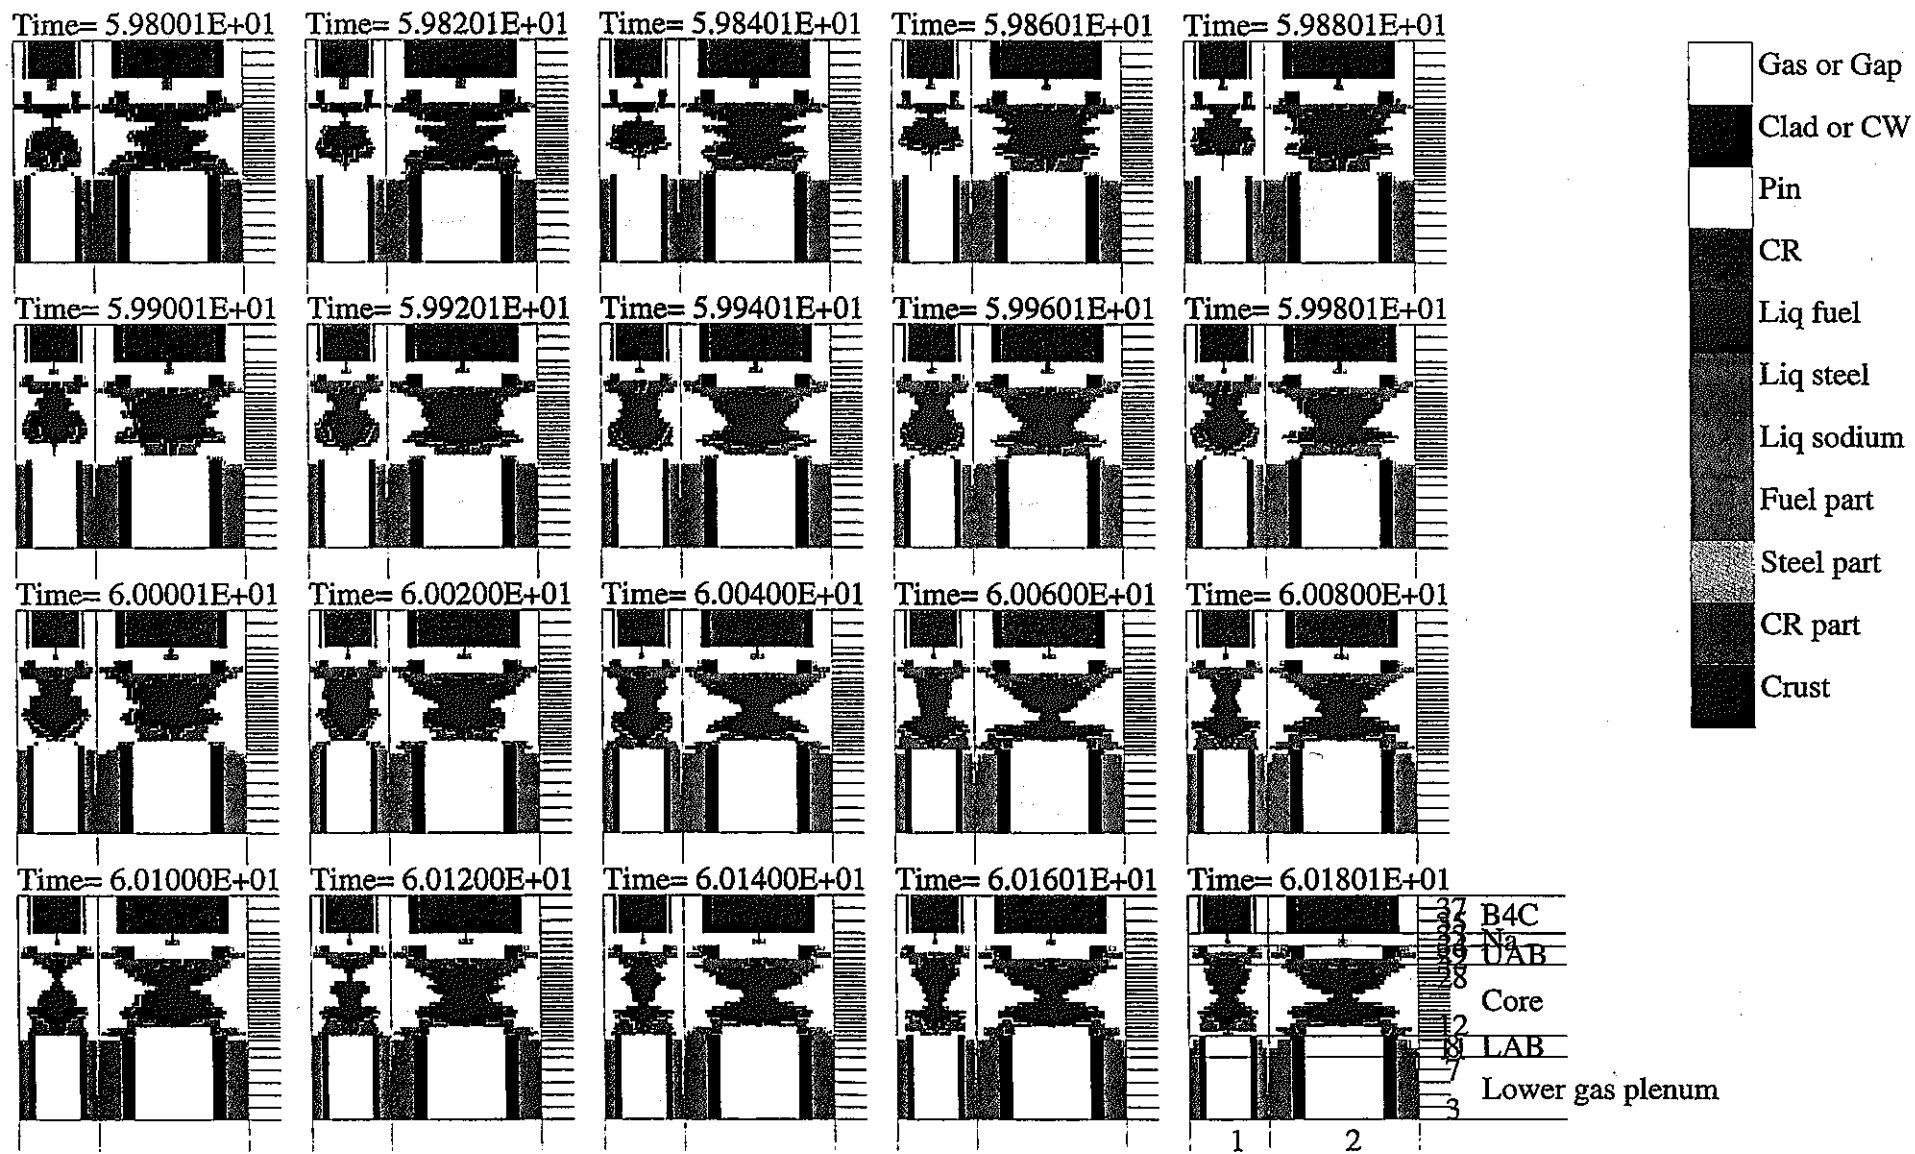 Time= 5.98001E+01
Time= 5.98201E+01
Time= 5.98401E+01
Time= 5.98601E+01
Time= 5.98801E+01
Gas or Gap
Clad or CW
Pin
CR
Liq fuel
Liq steel
Liq sodium
Fuel part
Steel part
CR part
Crust
Time= 5.99001E+01
Time= 5.99201E+01
Time= 5.99401E+01
Time= 5.99601E+01
Time= 5.99801E+01
Time= 6.00001E+01
Time= 6.00200E+01
Time= 6.00400E+01
Time= 6.00600E+01
Time= 6.00800E+01
Time= 6.01000E+01
Time= 6.01200E+01
Time= 6.01400E+01
Time= 6.01601E+01
Time= 6.01801E+01
37
B4C
Na
UAB
28
Core
12
LAB
7
Lower gas plenum
3
1
2